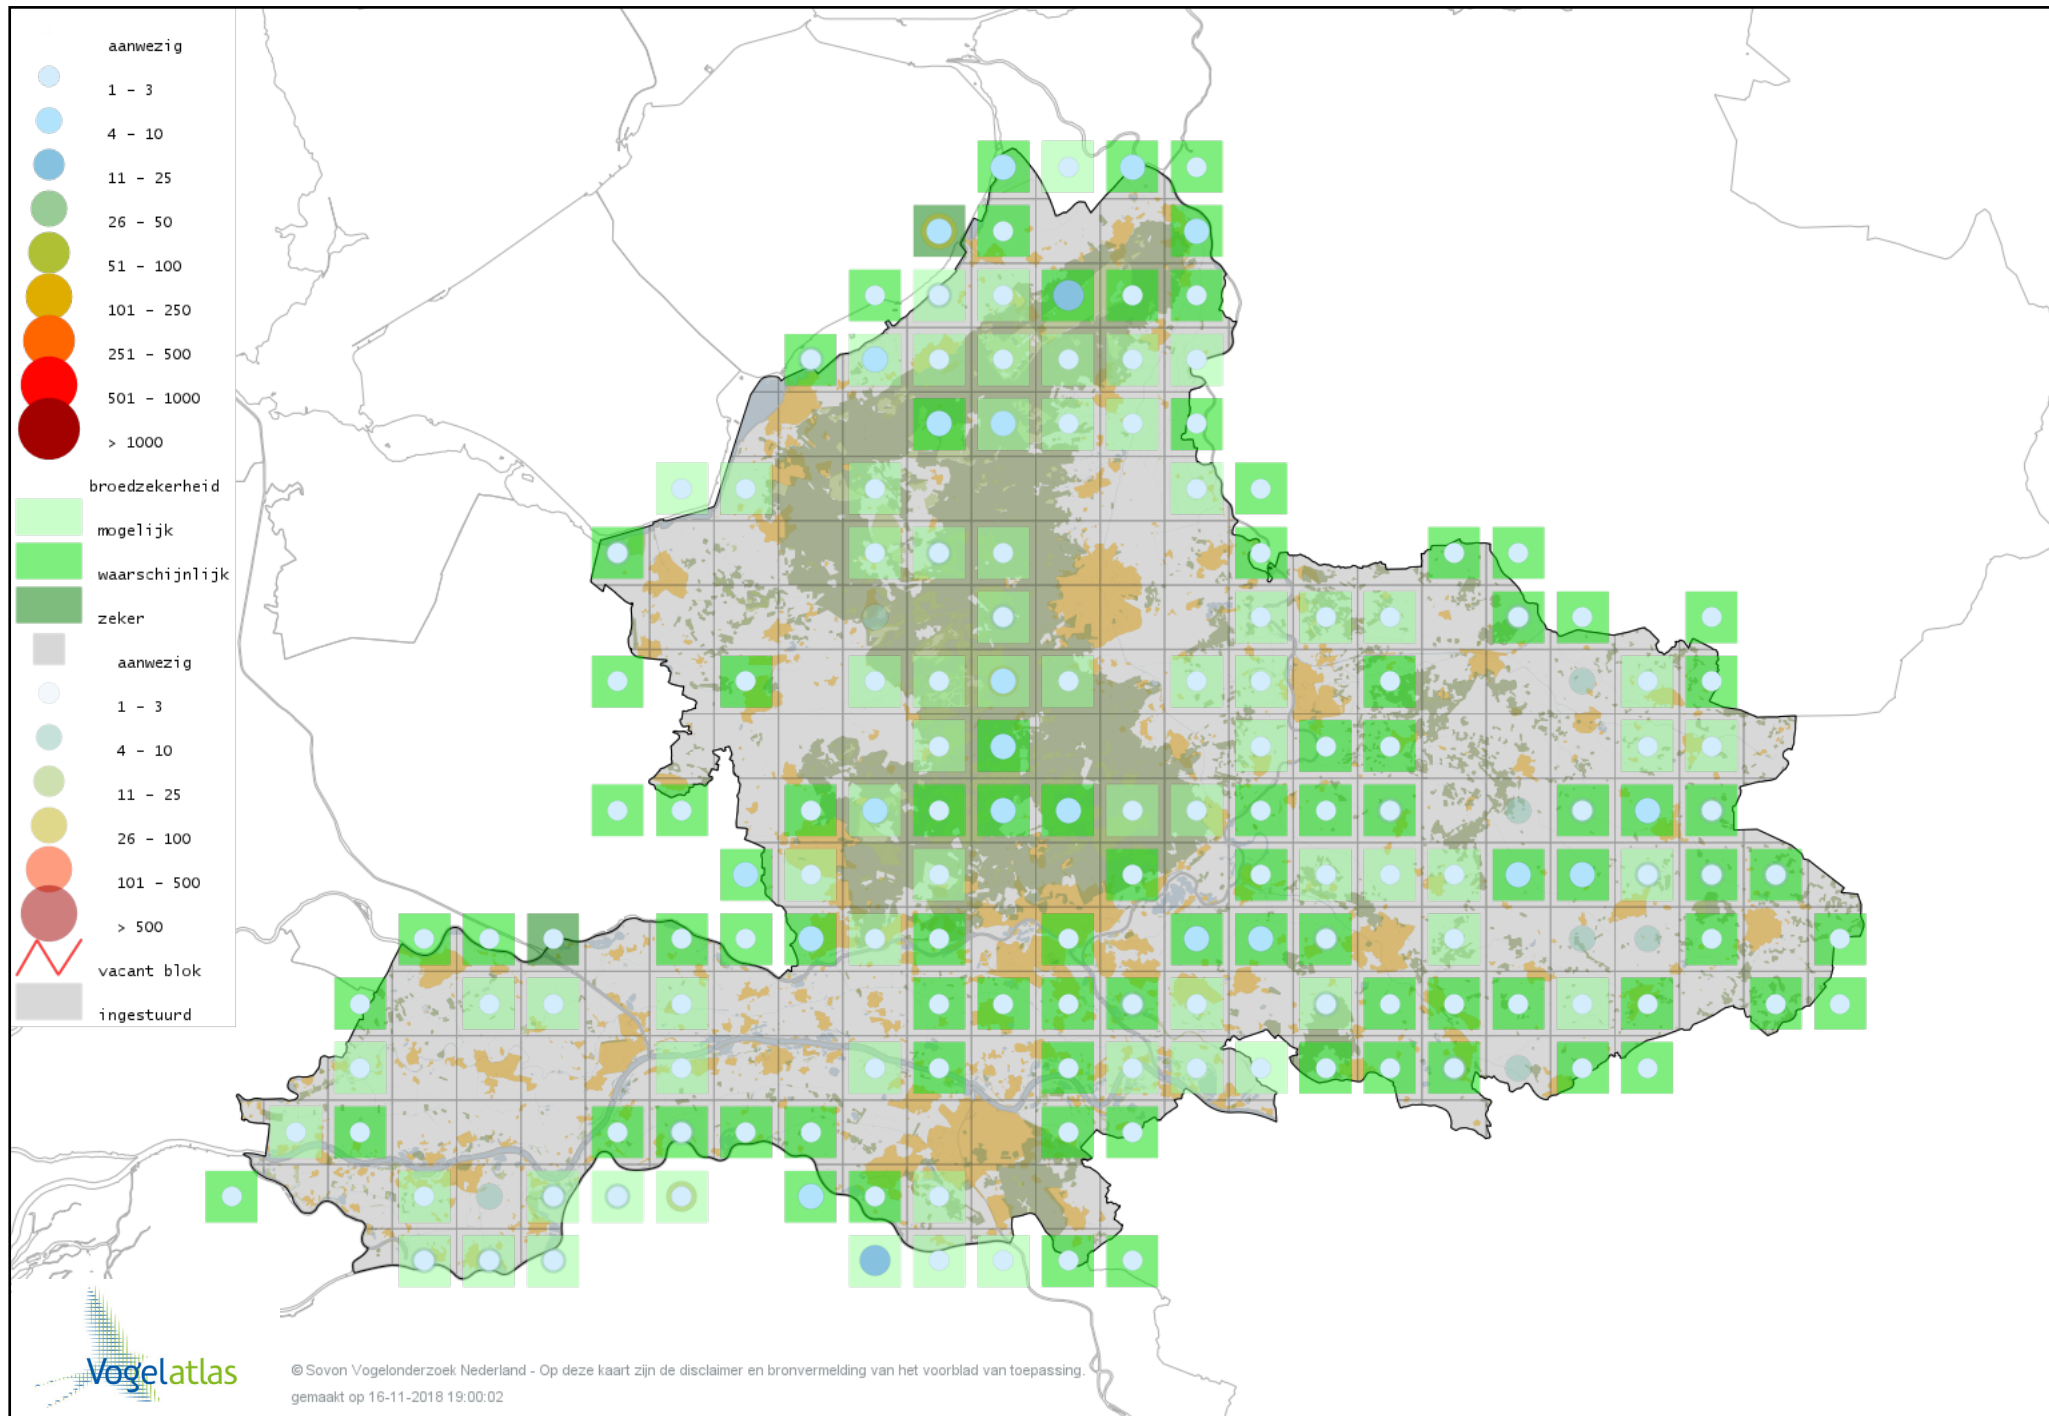 aanwezig
1 - 3
4 - 10
11 - 25
26 - 50
51 - 100
101 - 250
251 - 500
501 - 1000
> 1000
broedzekerheid
mogelijk
waarschijnlijk
zeker
aanwezig
1 - 3
4 - 10
11 - 25
26 - 100
101 - 500
> 500
vacant blok
ingestuurd
Vogelatlas
© Sovon Vogelonderzoek Nederland - Op deze kaart zijn de disclaimer en bronvermelding van het voorblad van toepassing.
gemaakt op 16-11-2018 19:00:02